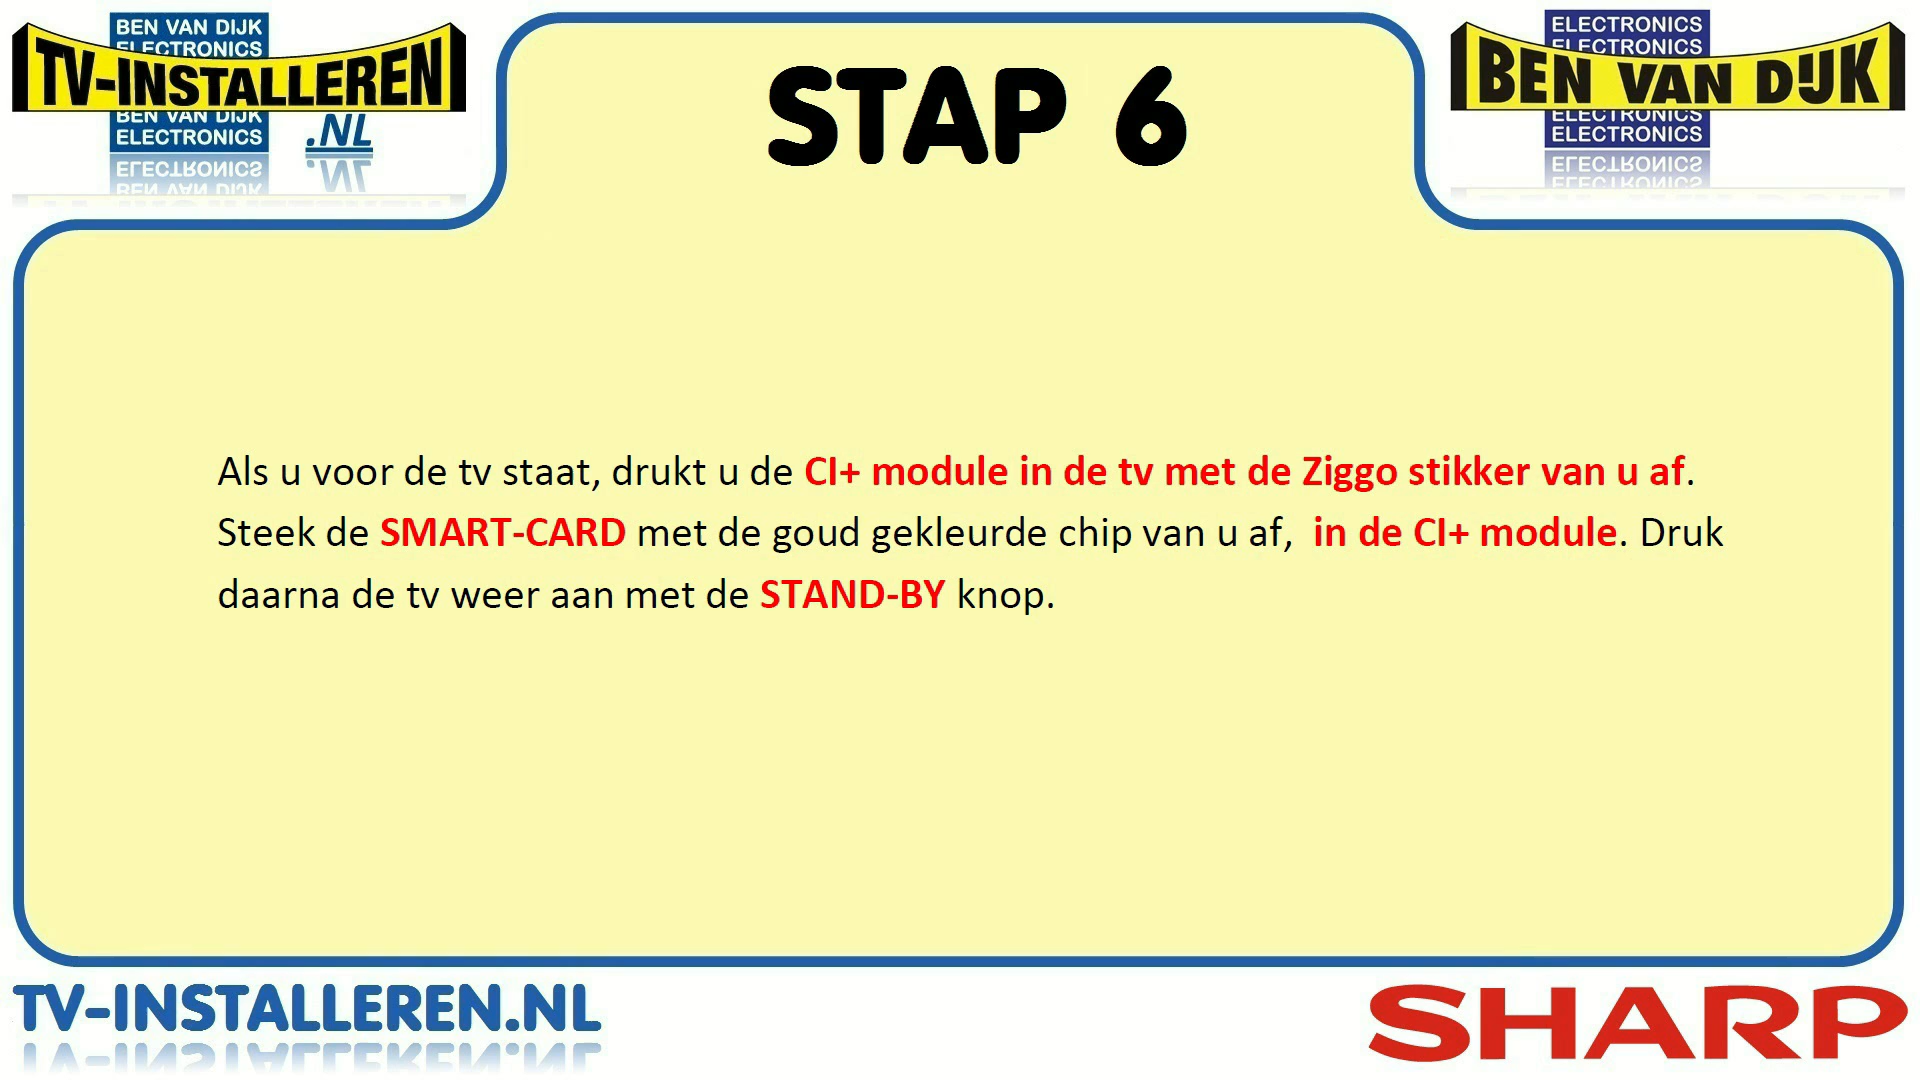 BEN VAN DIJK
ELECTRONICS
TV-INSTALLEREN
BEN VAN DIJK
ELECTRONICS
.NL
STAP 6
ELECTRONICS
ELECTRONICS
BEN VAN DIJK
ELECTRONICS
ELECTRONICS
Als u voor de tv staat, drukt u de CI+ module in de tv met de Ziggo stikker van u af.
Steek de SMART-CARD met de goud gekleurde chip van u af,  in de CI+ module. Druk
daarna de tv weer aan met de STAND-BY knop.
TV-INSTALLEREN.NL
SHARP